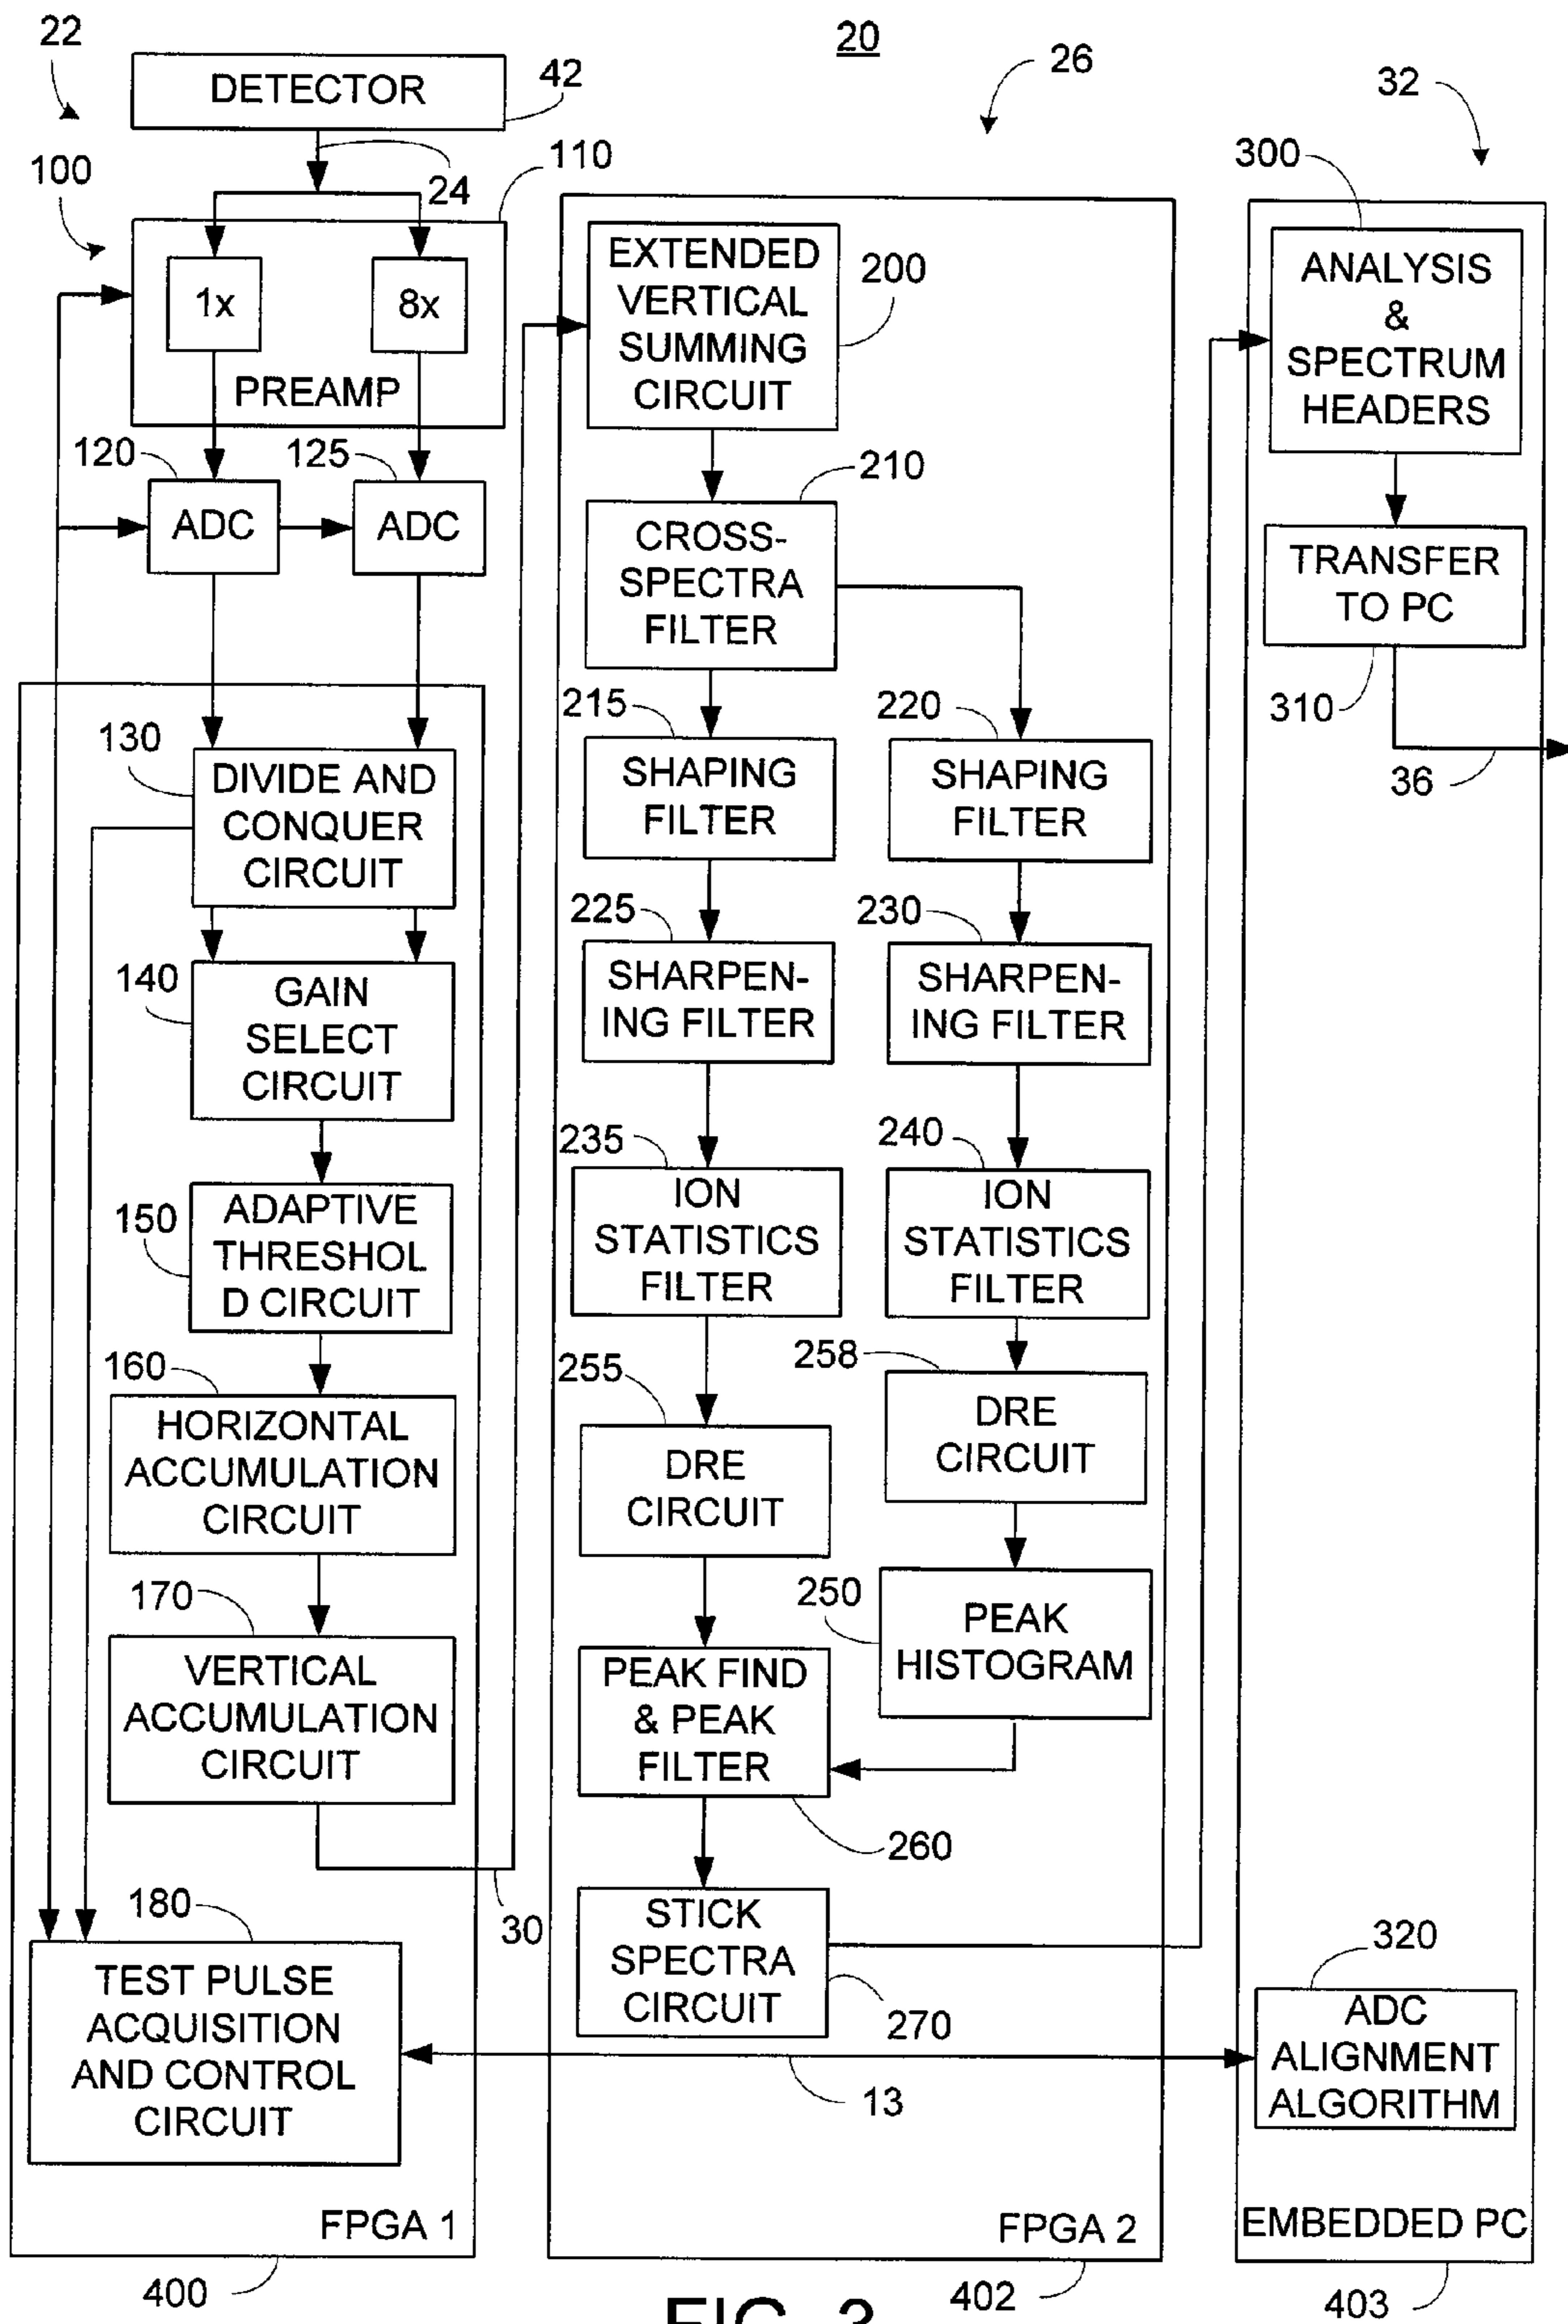 22
20
26
32
DETECTOR
42
24
100
110
1x
8x
PREAMP
120
125
ADC
ADC
130
DIVIDE AND
CONQUER
CIRCUIT
140
GAIN
SELECT
CIRCUIT
150
ADAPTIVE
THRESHOL
D CIRCUIT
160
HORIZONTAL
ACCUMULATION
CIRCUIT
170
VERTICAL
ACCUMULATION
CIRCUIT
30
180
TEST PULSE
ACQUISITION
AND CONTROL
CIRCUIT
FPGA 1
400
EXTENDED
VERTICAL
SUMMING
CIRCUIT
200
210
CROSS-
SPECTRA
FILTER
215
SHAPING
FILTER
220
SHAPING
FILTER
225
SHARPEN-
ING FILTER
230
SHARPEN-
ING FILTER
235
ION
STATISTICS
FILTER
240
ION
STATISTICS
FILTER
255
DRE
CIRCUIT
258
DRE
CIRCUIT
250
PEAK
HISTOGRAM
PEAK FIND
& PEAK
FILTER
260
STICK
SPECTRA
CIRCUIT
270
13
FPGA 2
402
300
ANALYSIS
&
SPECTRUM
HEADERS
TRANSFER
TO PC
310
36
320
ADC
ALIGNMENT
ALGORITHM
EMBEDDED PC
403
FIG. 3